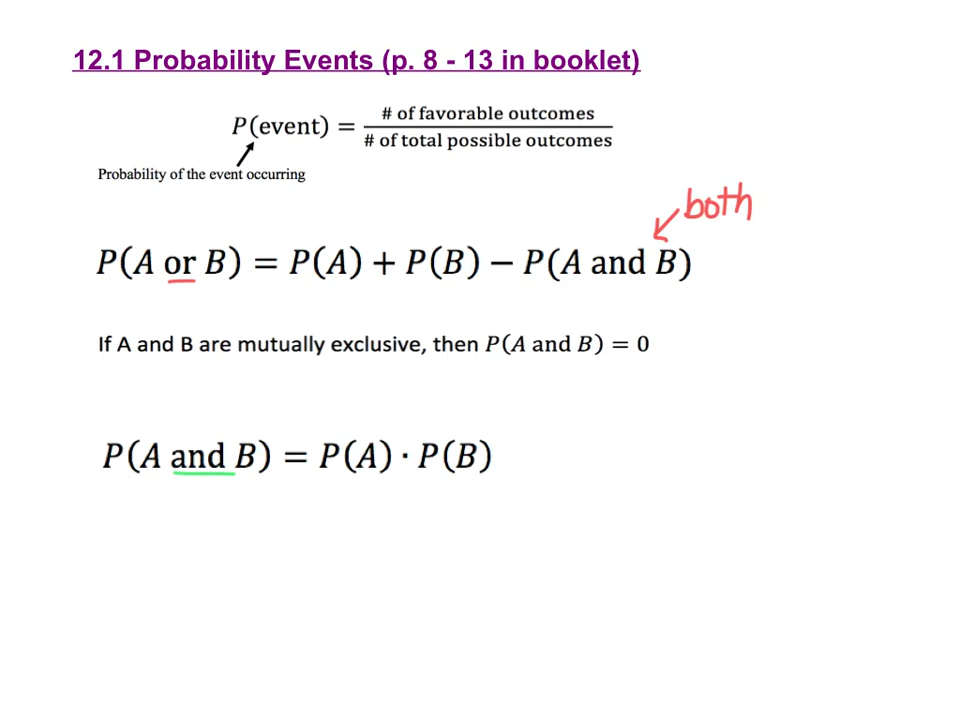 12.1 Probability Events (p. 8 - 13 in booklet)
P(event) = # of favorable outcomes / # of total possible outcomes
Probability of the event occurring
both
P(A or B) = P(A) + P(B) − P(A and B)
If A and B are mutually exclusive, then P(A and B) = 0
P(A and B) = P(A) · P(B)